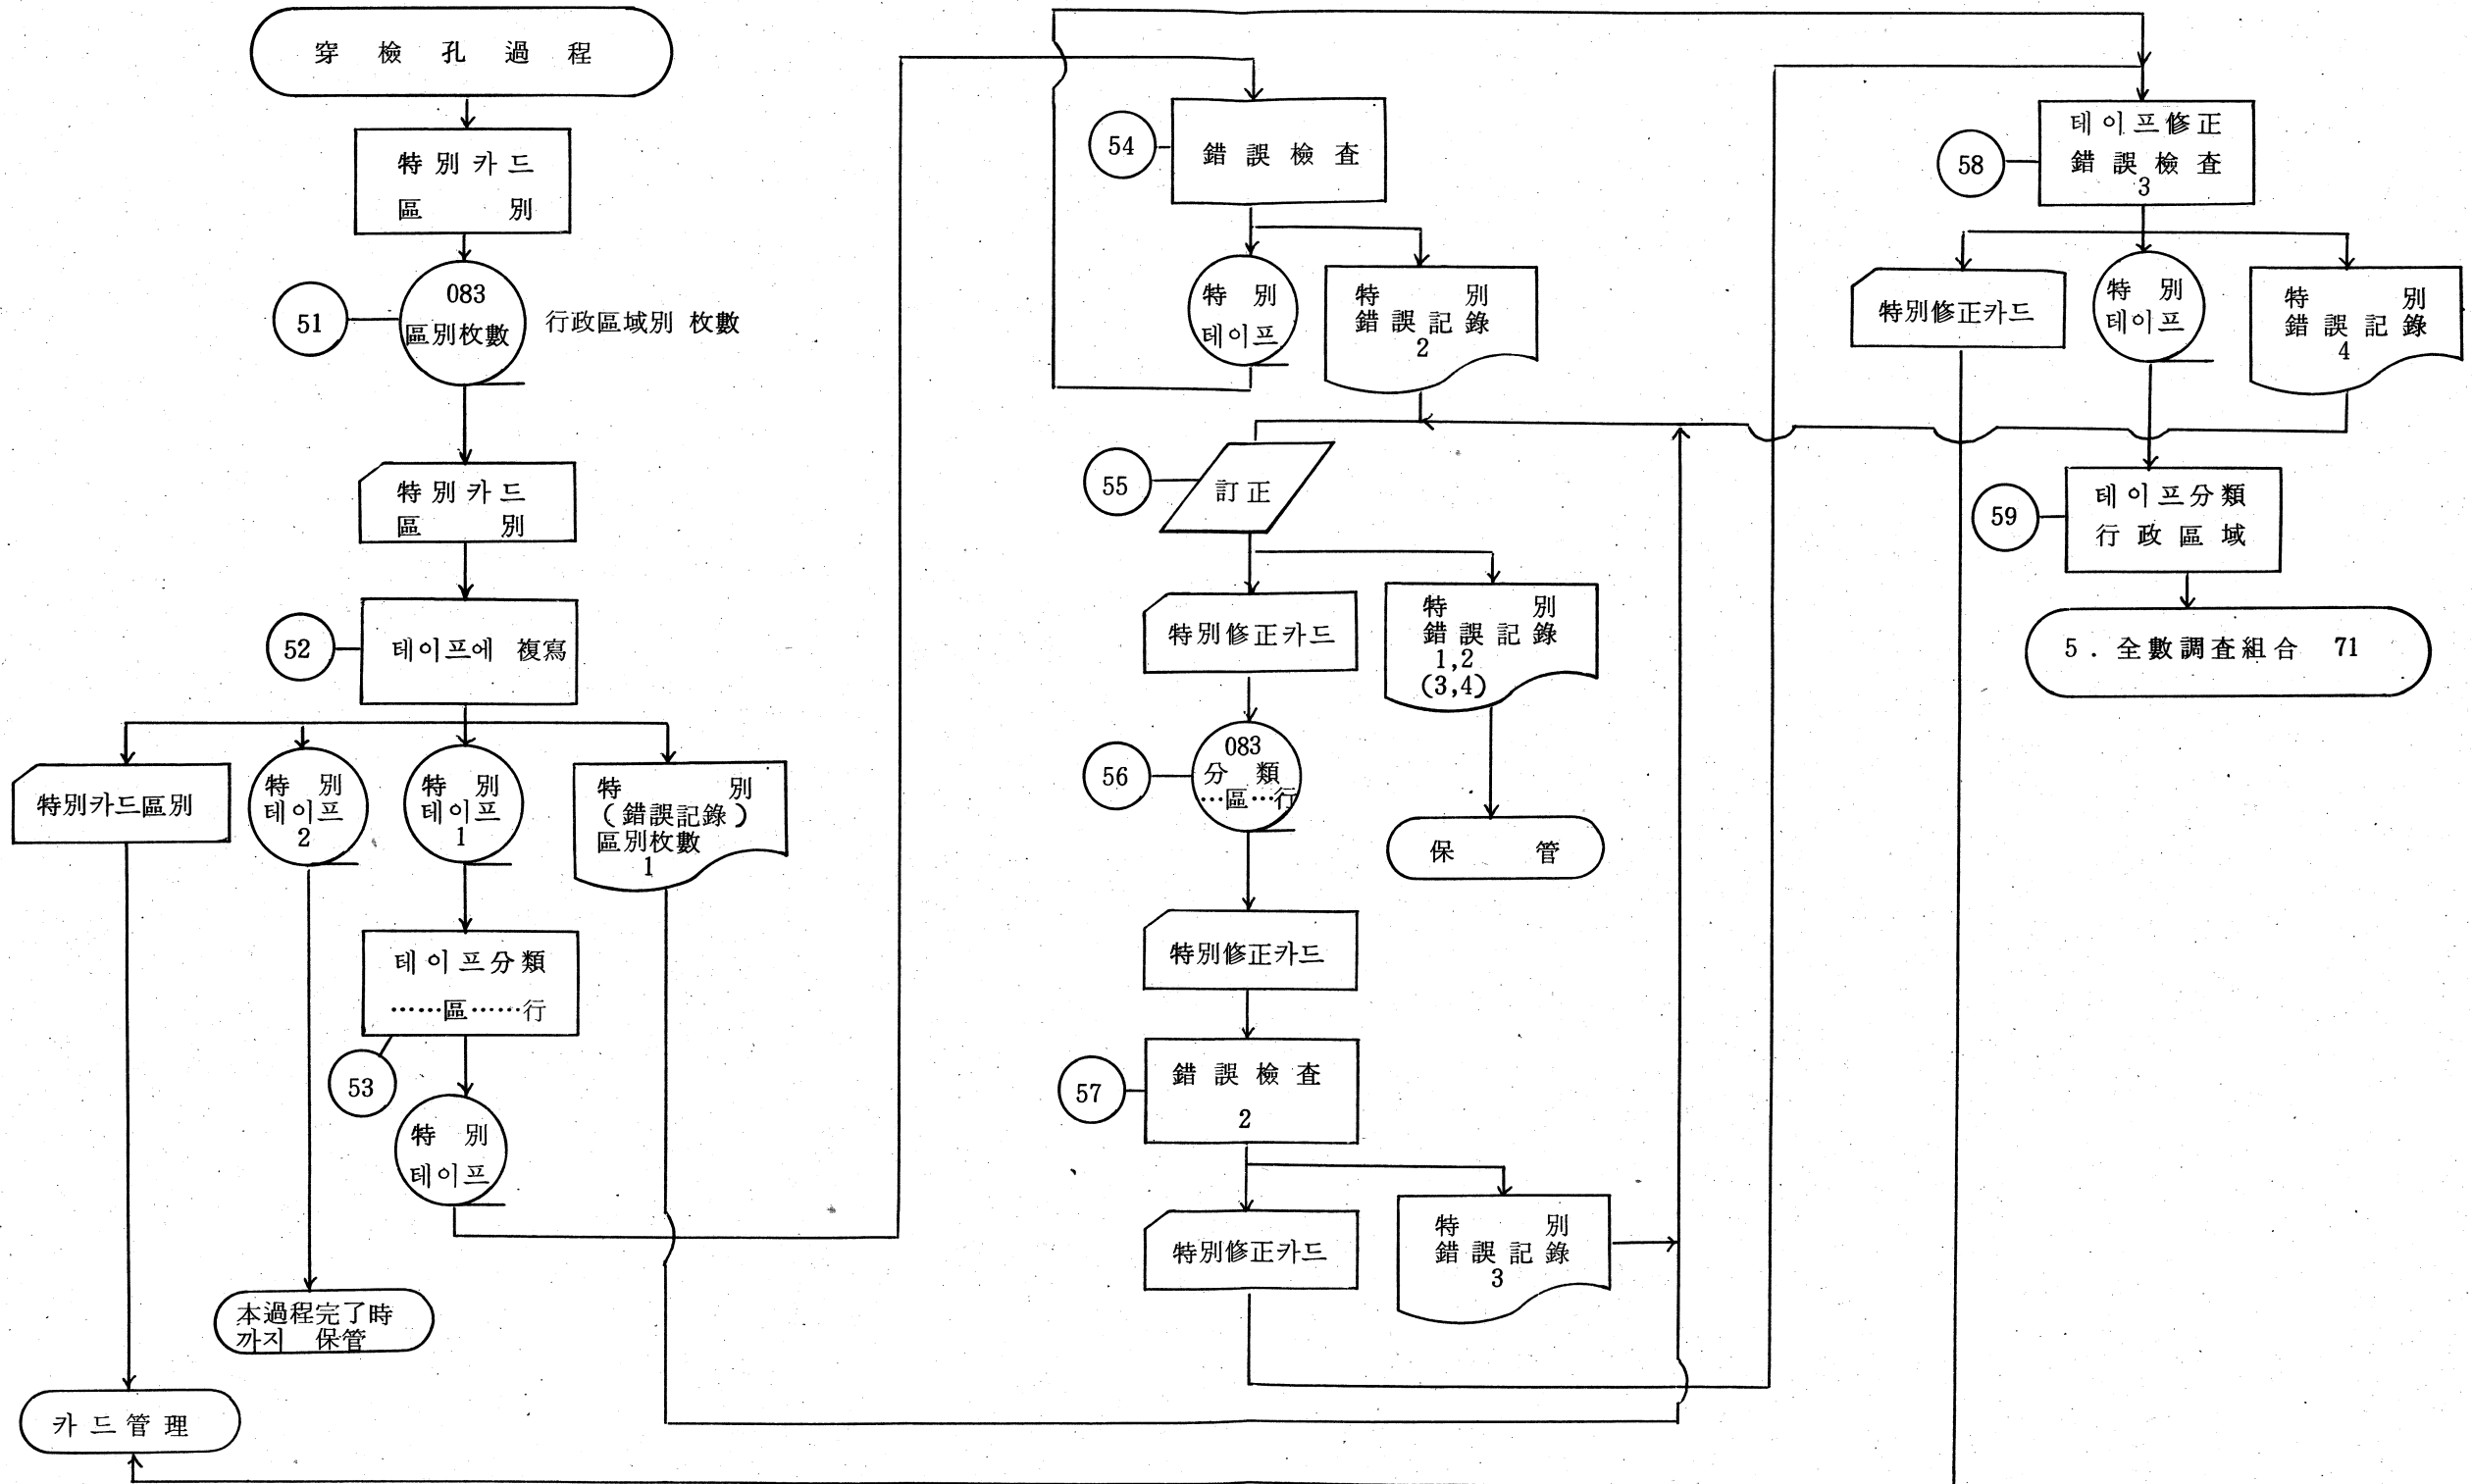 穿檢孔過程
特別카드
區別
51
083
區別枚數
行政區域別 枚數
特別카드
區別
52
테이프에 複寫
特別카드區別
特別
테이프
2
特別
테이프
1
特別
(錯誤記錄)
區別枚數
1
테이프分類
……區……行
53
特別
테이프
本過程完了時
까지 保管
카드管理
54
錯誤檢査
特別
테이프
特別
錯誤記錄
2
55
訂正
特別修正카드
特別
錯誤記錄
1,2
(3,4)
56
083
分類
…區…行
保管
特別修正카드
57
錯誤檢査
2
特別修正카드
特別
錯誤記錄
3
58
테이프修正
錯誤檢査
3
特別修正카드
特別
테이프
特別
錯誤記錄
4
59
테이프分類
行政區域
5. 全數調査組合 71